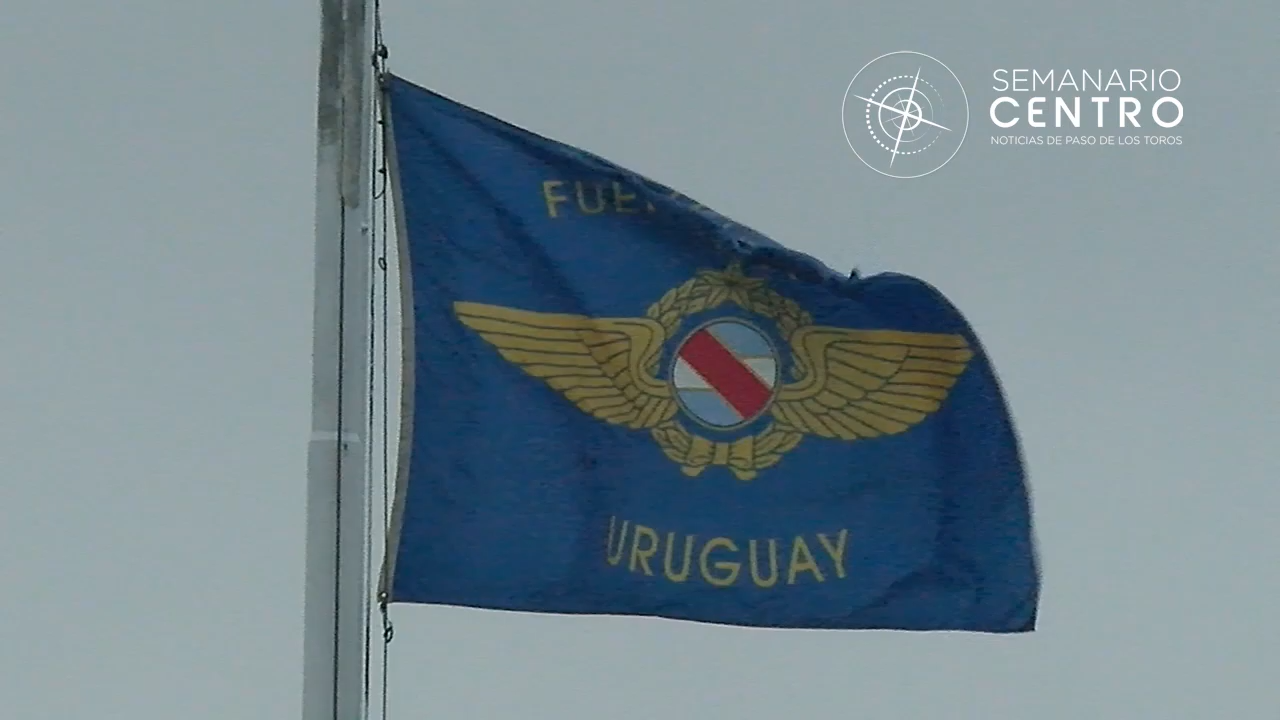 SEMANARIO
CENTRO
NOTICIAS DE PASO DE LOS TOROS
URUGUAY